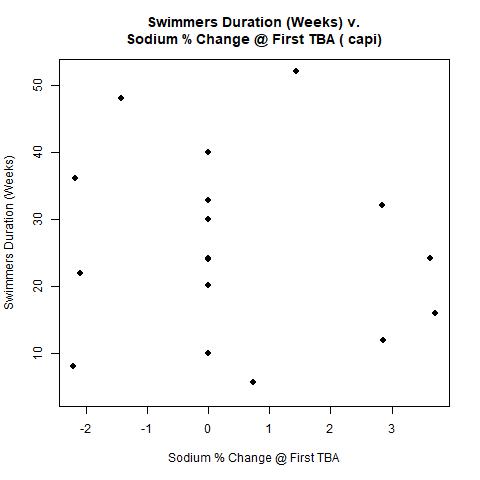 Swimmers Duration (Weeks) v.
Sodium % Change @ First TBA ( capi)
Swimmers Duration (Weeks)
50
40
30
20
10
-2 -1 0 1 2 3
Sodium % Change @ First TBA